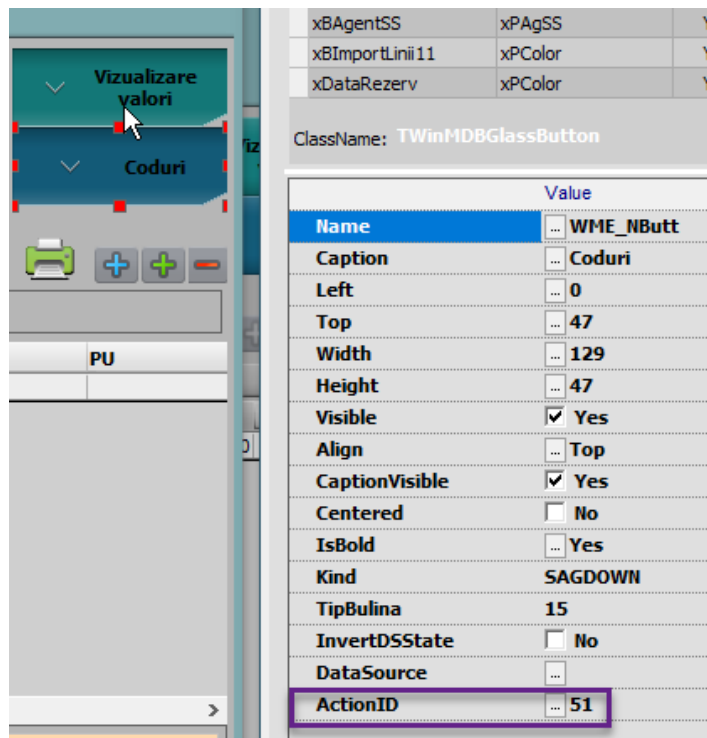 Vizualizare
valori
Coduri
PU
xBAgentSS xPAgSS
xBImportLinii11 xPColor
xDataRezerv xPColor
ClassName: TWinMDBGlassButton
Value
Name ... WME_NButt
Caption ... Coduri
Left ... 0
Top ... 47
Width ... 129
Height ... 47
Visible Yes
Align ... Top
CaptionVisible Yes
Centered No
IsBold ... Yes
Kind SAGDOWN
TipBulina 15
InvertDSState No
DataSource ...
ActionID ... 51